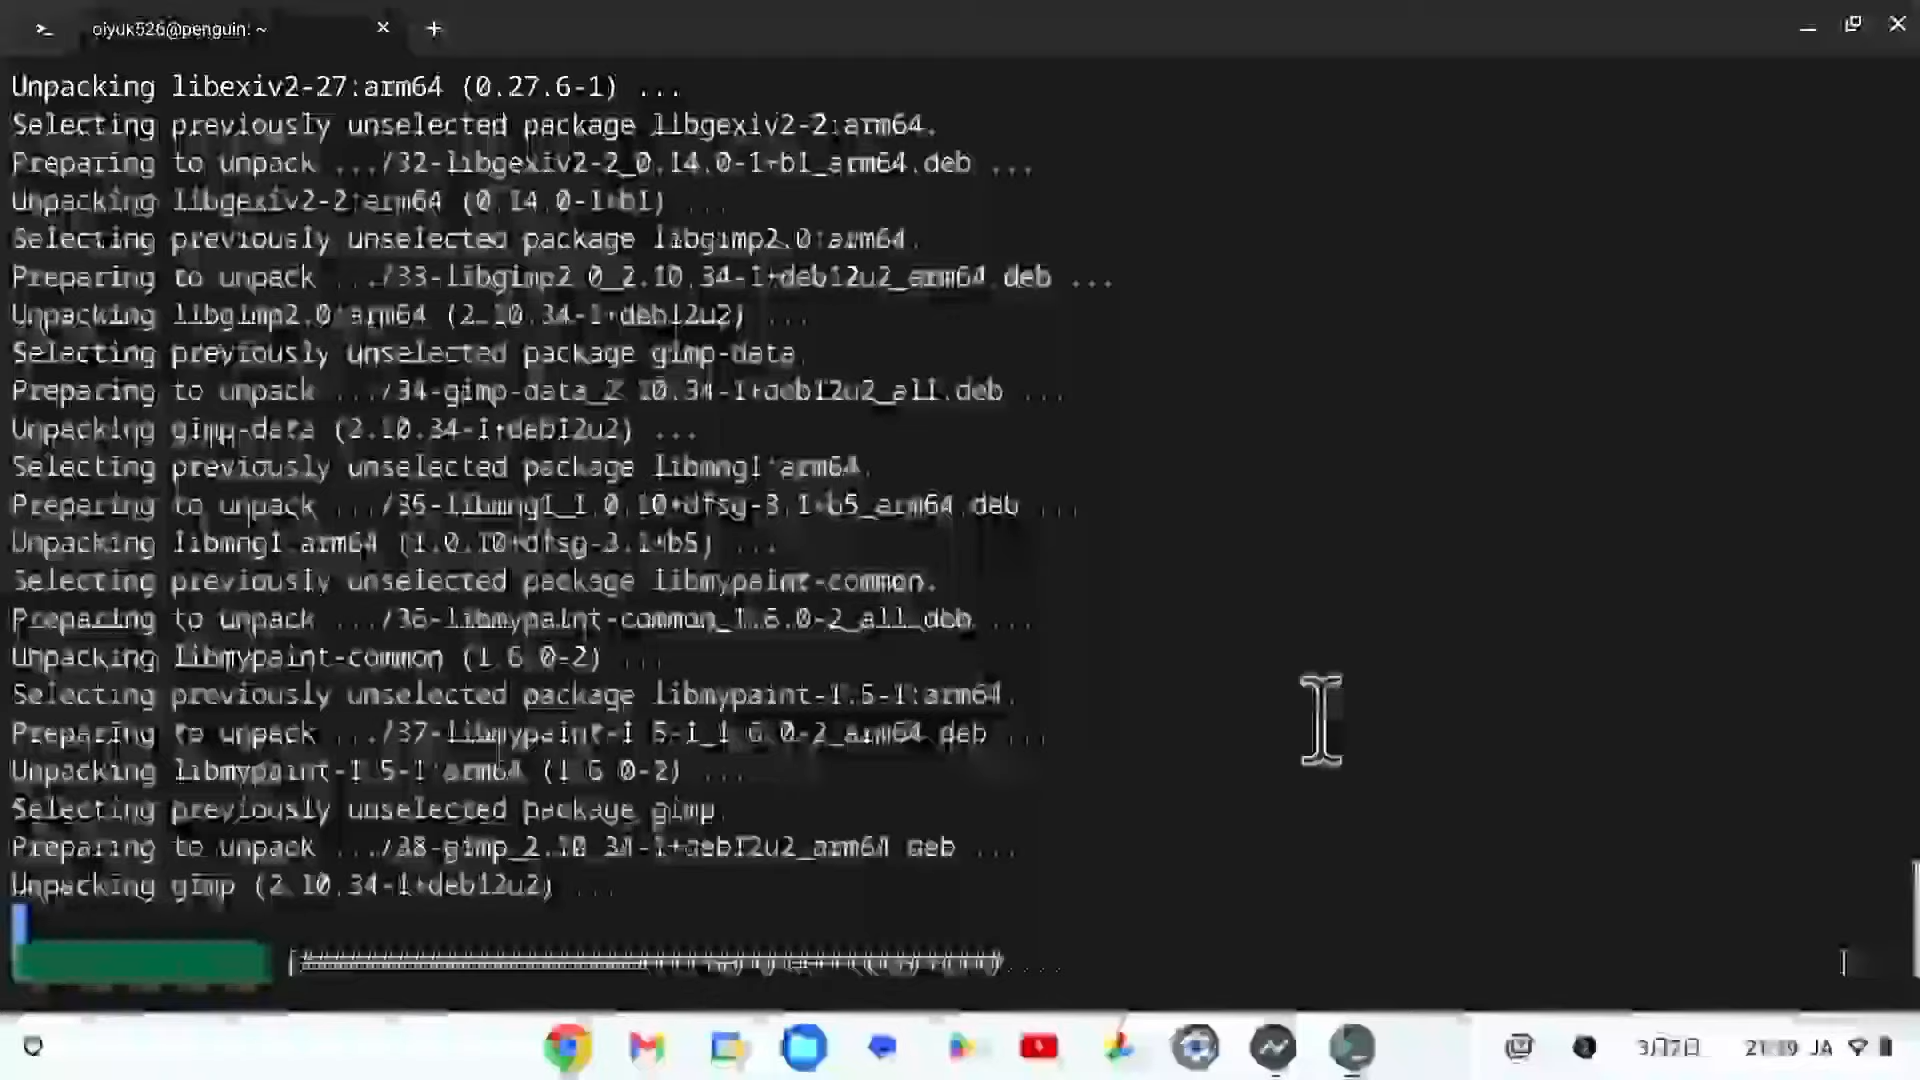 oiyuk526@penguin: ~
Unpacking libexiv2-27:arm64 (0.27.6-1) ...
Selecting previously unselected package libgexiv2-2:arm64.
Preparing to unpack .../32-libgexiv2-2_0.14.0-1+b1_arm64.deb ...
Unpacking libgexiv2-2:arm64 (0.14.0-1+b1) ...
Selecting previously unselected package libgimp2.0:arm64.
Preparing to unpack .../33-libgimp2.0_2.10.34-1+deb12u2_arm64.deb ...
Unpacking libgimp2.0:arm64 (2.10.34-1+deb12u2) ...
Selecting previously unselected package gimp-data.
Preparing to unpack .../34-gimp-data_2.10.34-1+deb12u2_all.deb ...
Unpacking gimp-data (2.10.34-1+deb12u2) ...
Selecting previously unselected package libmng1:arm64.
Preparing to unpack .../35-libmng1_1.0.10+dfsg-3.1+b5_arm64.deb ...
Unpacking libmng1:arm64 (1.0.10+dfsg-3.1+b5) ...
Selecting previously unselected package libmypaint-common.
Preparing to unpack .../36-libmypaint-common_1.6.0-2_all.deb ...
Unpacking libmypaint-common (1.6.0-2) ...
Selecting previously unselected package libmypaint-1.5-1:arm64.
Preparing to unpack .../37-libmypaint-1.5-1_1.6.0-2_arm64.deb ...
Unpacking libmypaint-1.5-1:arm64 (1.6.0-2) ...
Selecting previously unselected package gimp.
Preparing to unpack .../38-gimp_2.10.34-1+deb12u2_arm64.deb ...
Unpacking gimp (2.10.34-1+deb12u2) ...
JA